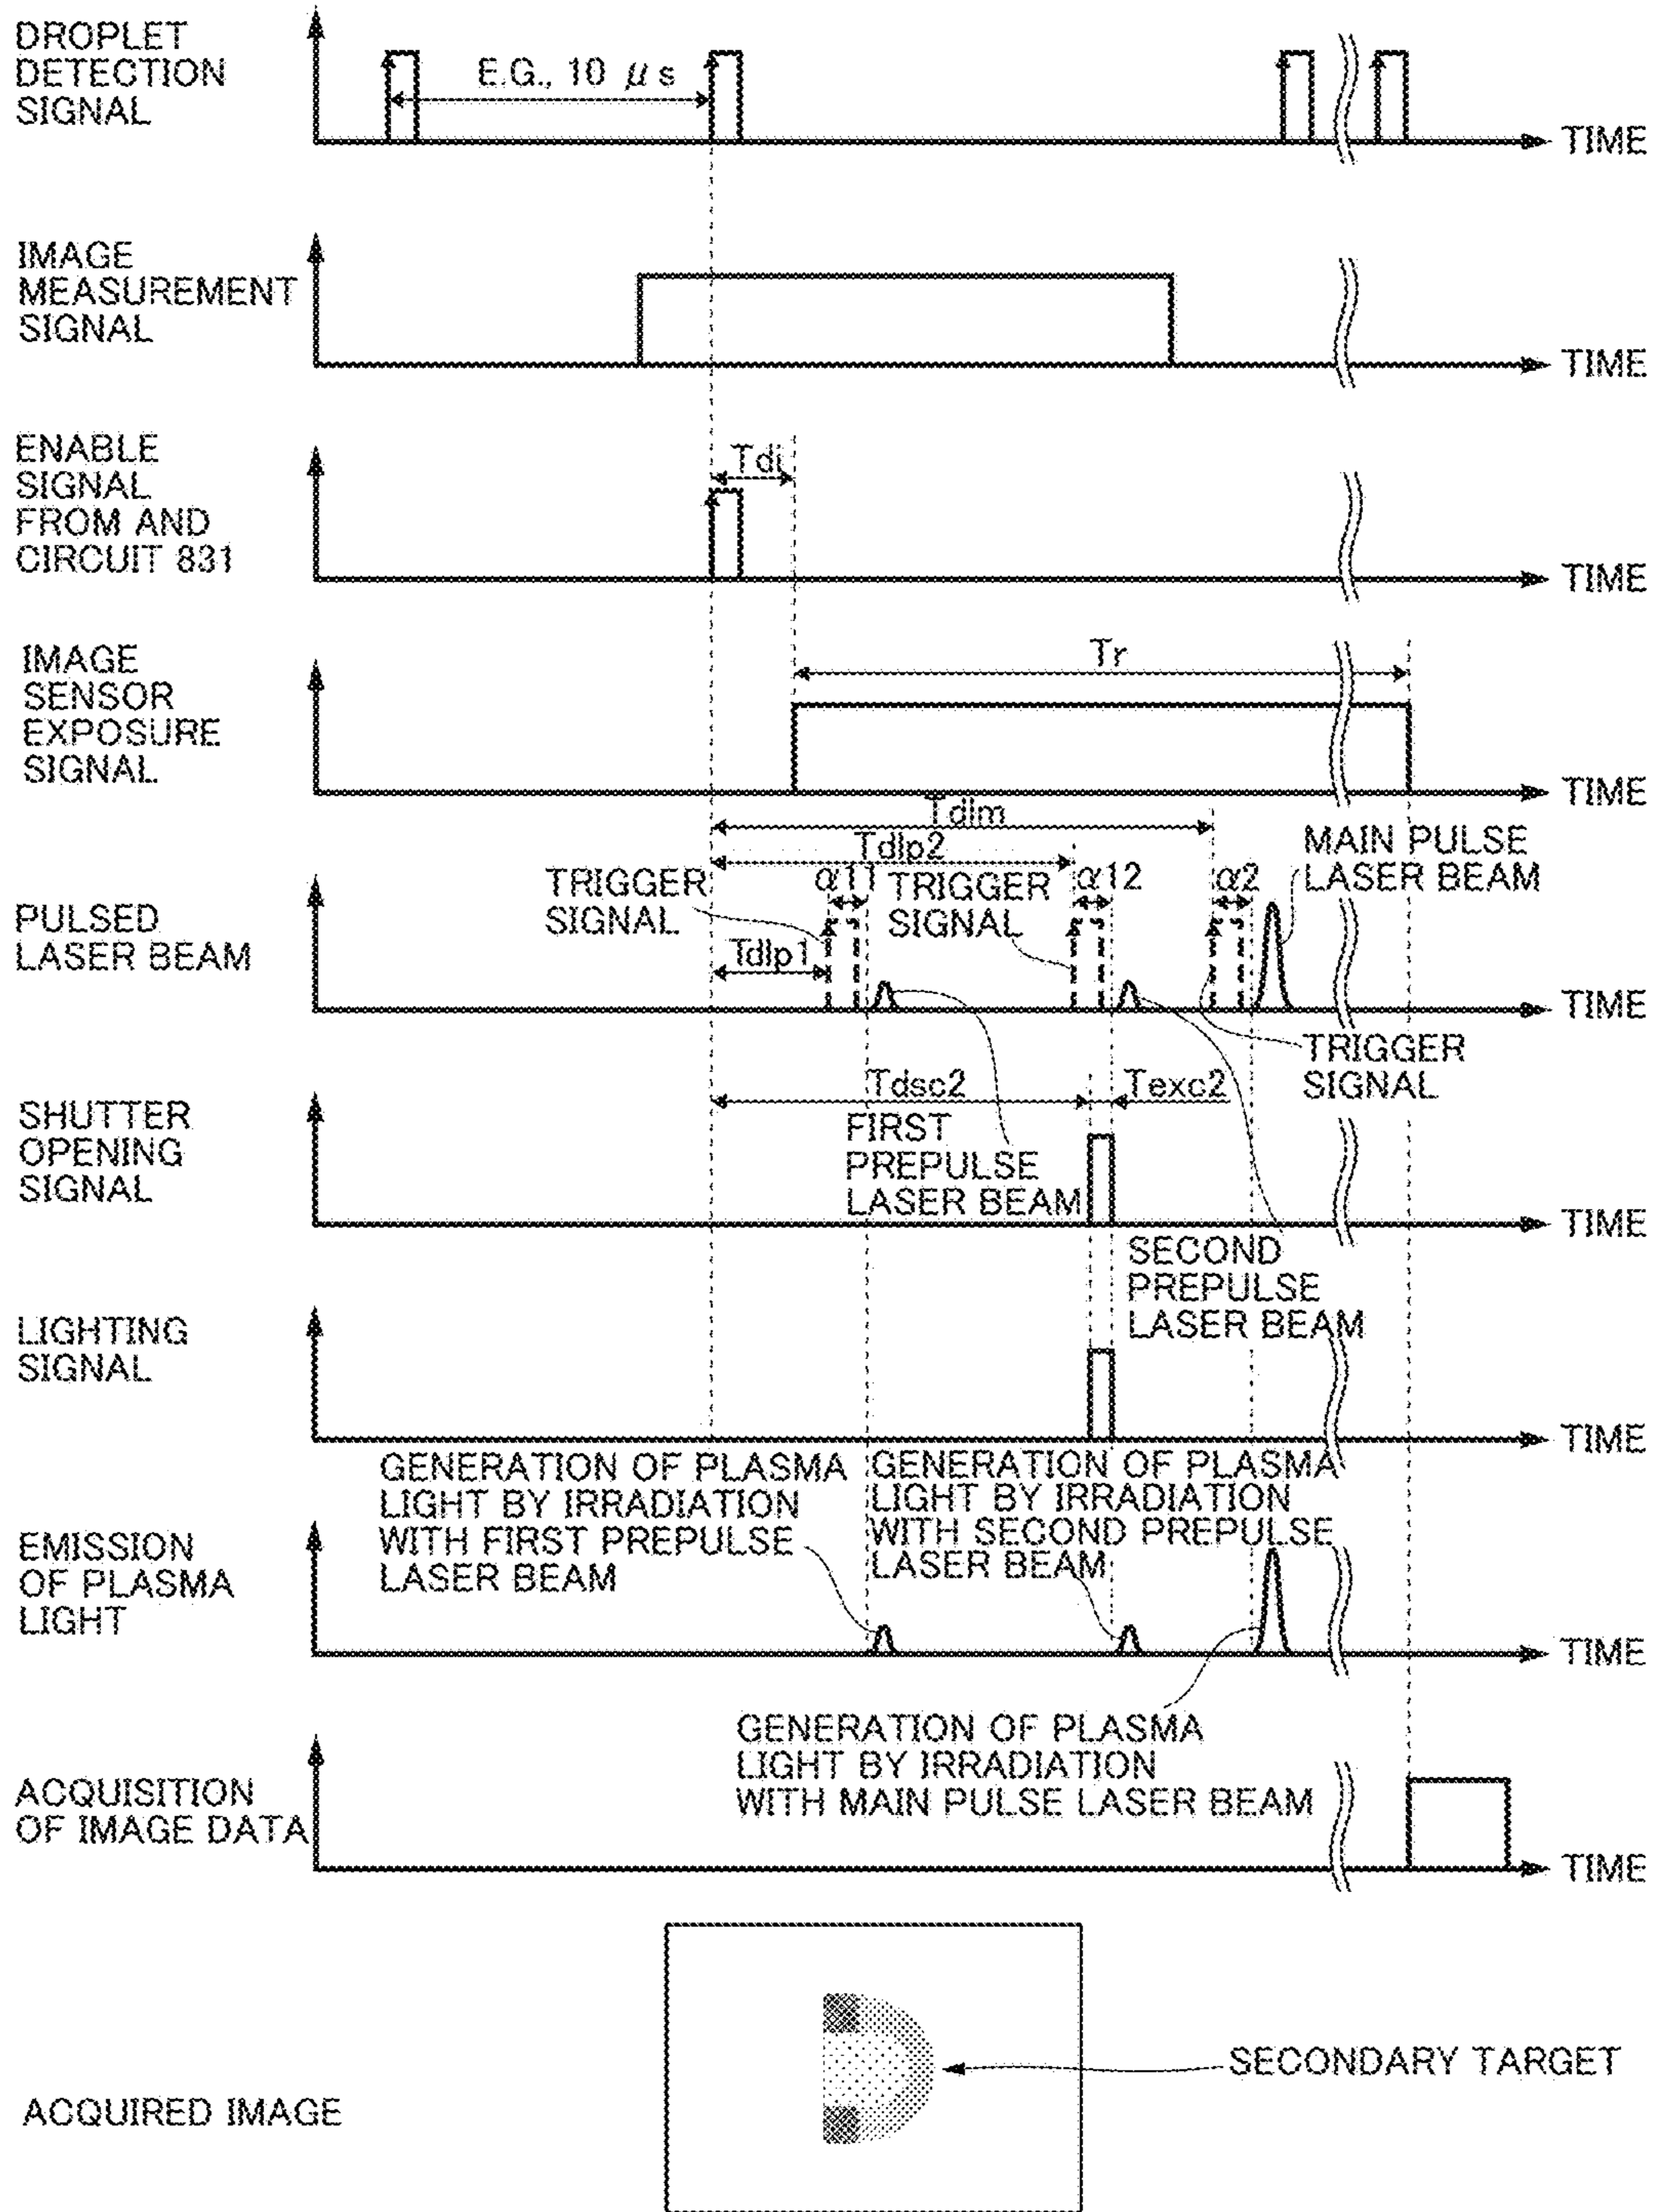 DROPLET
DETECTION
SIGNAL
E.G., 10 μs
TIME
IMAGE
MEASUREMENT
SIGNAL
TIME
ENABLE
SIGNAL
FROM AND
CIRCUIT 831
Tdi
TIME
IMAGE
SENSOR
EXPOSURE
SIGNAL
Tr
TIME
PULSED
LASER BEAM
Tdlm
Tdlp2
TRIGGER
SIGNAL
α11
TRIGGER
SIGNAL
α12
α2
MAIN PULSE
LASER BEAM
Tdlp1
TIME
TRIGGER
SIGNAL
SHUTTER
OPENING
SIGNAL
Tdsc2
Texc2
FIRST
PREPULSE
LASER BEAM
TIME
SECOND
PREPULSE
LASER BEAM
LIGHTING
SIGNAL
TIME
EMISSION
OF PLASMA
LIGHT
GENERATION OF PLASMA
LIGHT BY IRRADIATION
WITH FIRST PREPULSE
LASER BEAM
GENERATION OF PLASMA
LIGHT BY IRRADIATION
WITH SECOND PREPULSE
LASER BEAM
TIME
GENERATION OF PLASMA
LIGHT BY IRRADIATION
WITH MAIN PULSE LASER BEAM
ACQUISITION
OF IMAGE DATA
TIME
SECONDARY TARGET
ACQUIRED IMAGE